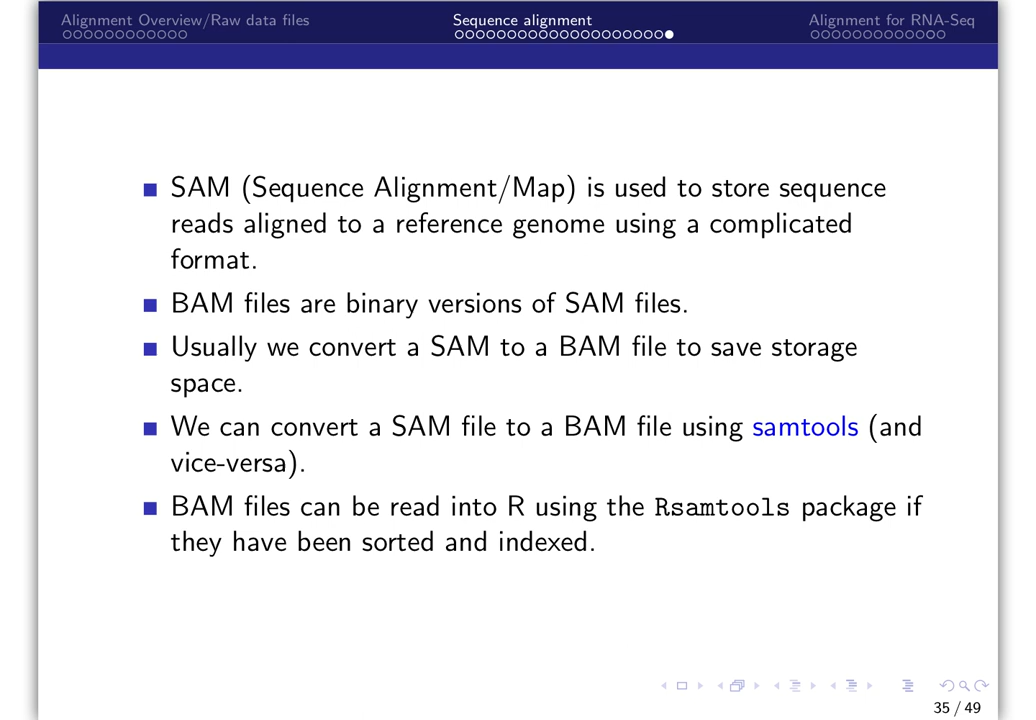 Alignment Overview/Raw data files Sequence alignment Alignment for RNA-Seq
SAM (Sequence Alignment/Map) is used to store sequence
reads aligned to a reference genome using a complicated
format.
BAM files are binary versions of SAM files.
Usually we convert a SAM to a BAM file to save storage
space.
We can convert a SAM file to a BAM file using samtools (and
vice-versa).
BAM files can be read into R using the Rsamtools package if
they have been sorted and indexed.
35 / 49